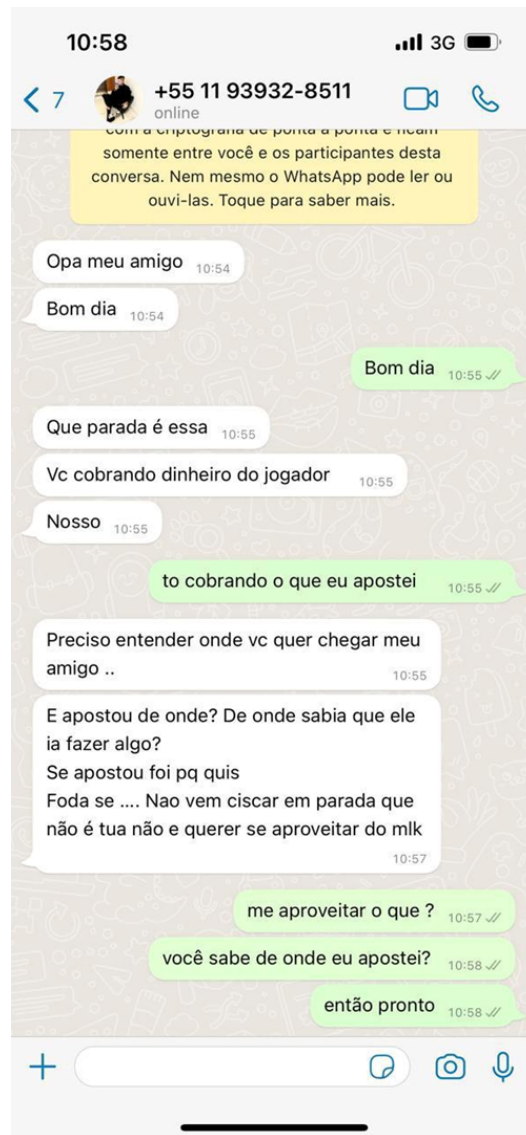 10:58
3G
7
+55 11 93932-8511
online
com a criptografia de ponta a ponta e ficam
somente entre você e os participantes desta
conversa. Nem mesmo o WhatsApp pode ler ou
ouvi-las. Toque para saber mais.
Opa meu amigo 10:54
Bom dia 10:54
Bom dia 10:55
Que parada é essa 10:55
Vc cobrando dinheiro do jogador 10:55
Nosso 10:55
to cobrando o que eu apostei 10:55
Preciso entender onde vc quer chegar meu
amigo ..
10:55
E apostou de onde? De onde sabia que ele
ia fazer algo?
Se apostou foi pq quis
Foda se .... Nao vem ciscar em parada que
não é tua não e querer se aproveitar do mlk
10:57
me aproveitar o que ? 10:57
você sabe de onde eu apostei? 10:58
então pronto 10:58